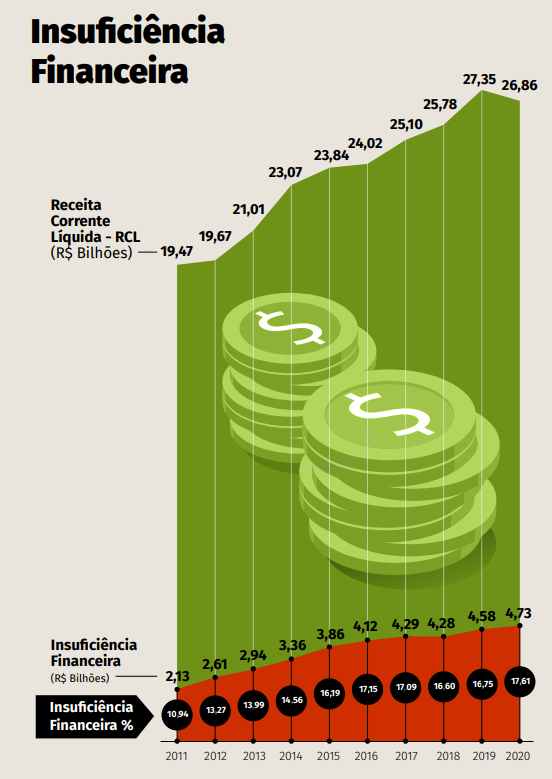 Insuficiência
Financeira
27,35 26,86
25,78
25,10
24,02
23,84
23,07
21,01
19,67
19,47
Receita
Corrente
Líquida - RCL
(R$ Bilhões)
$
$
Insuficiência
Financeira
(R$ Bilhões)
2,13 2,61 2,94 3,36 3,86 4,12 4,29 4,28 4,58 4,73
Insuficiência
Financeira %
10,94 13,27 13,99 14,56 16,19 17,15 17,09 16,60 16,75 17,61
2011 2012 2013 2014 2015 2016 2017 2018 2019 2020